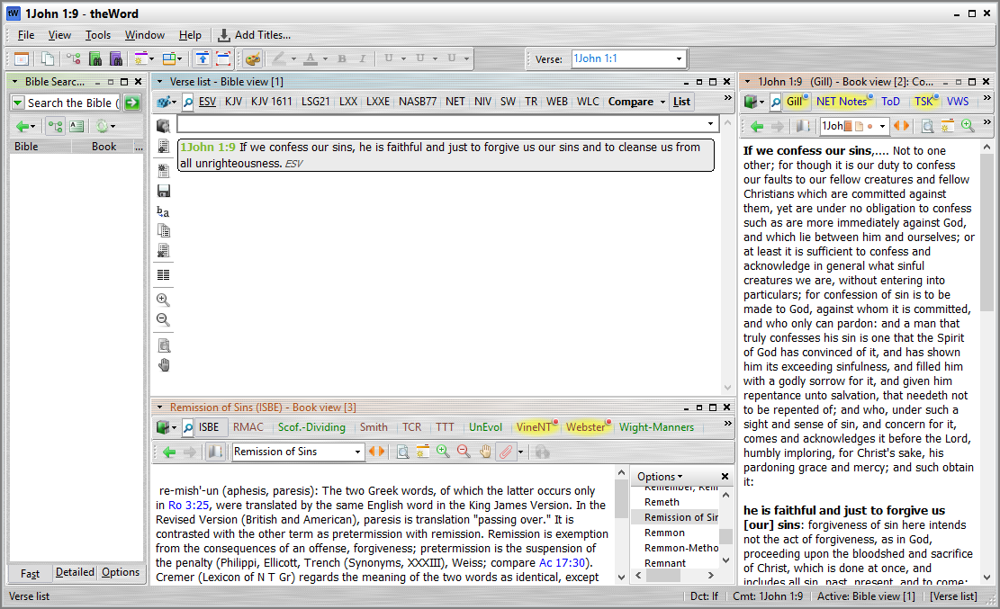 tW 1John 1:9 - theWord
File View Tools Window Help Add Titles...
B I U U U Verse: 1John 1:1
Bible Searc...
Search the Bible (
Bible Book ...
Fast Detailed Options
Verse list - Bible view [1]
ESV KJV KJV 1611 LSG21 LXX LXXE NASB77 NET NIV SW TR WEB WLC Compare List
1John 1:9 If we confess our sins, he is faithful and just to forgive us our sins and to cleanse us from
all unrighteousness. ESV
ba
Remission of Sins (ISBE) - Book view [3]
ISBE RMAC Scof.-Dividing Smith TCR TTT UnEvol VineNT Webster Wight-Manners
Remission of Sins
re-mish'-un (aphesis, paresis): The two Greek words, of which the latter occurs only
in Ro 3:25, were translated by the same English word in the King James Version. In the
Revised Version (British and American), paresis is translation "passing over." It is
contrasted with the other term as pretermission with remission. Remission is exemption
from the consequences of an offense, forgiveness; pretermission is the suspension of
the penalty (Philippi, Ellicott, Trench (Synonyms, XXXIII), Weiss; compare Ac 17:30).
Cremer (Lexicon of N T Gr) regards the meaning of the two words as identical, except
Options
Remeth
Remission of Sin
Remmon
Remmon-Metho
Remnant
1John 1:9 (Gill) - Book view [2]: Co...
Gill NET Notes ToD TSK VWS
1Joh
If we confess our sins,.... Not to one
other; for though it is our duty to confess
our faults to our fellow creatures and fellow
Christians which are committed against
them, yet are under no obligation to confess
such as are more immediately against God,
and which lie between him and ourselves; or
at least it is sufficient to confess and
acknowledge in general what sinful
creatures we are, without entering into
particulars; for confession of sin is to be
made to God, against whom it is committed,
and who only can pardon: and a man that
truly confesses his sin is one that the Spirit
of God has convinced of it, and has shown
him its exceeding sinfulness, and filled him
with a godly sorrow for it, and given him
repentance unto salvation, that needeth not
to be repented of; and who, under such a
sight and sense of sin, and concern for it,
comes and acknowledges it before the Lord,
humbly imploring, for Christ's sake, his
pardoning grace and mercy; and such obtain
it:
he is faithful and just to forgive us
[our] sins: forgiveness of sin here intends
not the act of forgiveness, as in God,
proceeding upon the bloodshed and sacrifice
of Christ, which is done at once, and
includes all sin, past, present, and to come;
Verse list Dct: If Cmt: 1John 1:9 Active: Bible view [1] [Verse list]